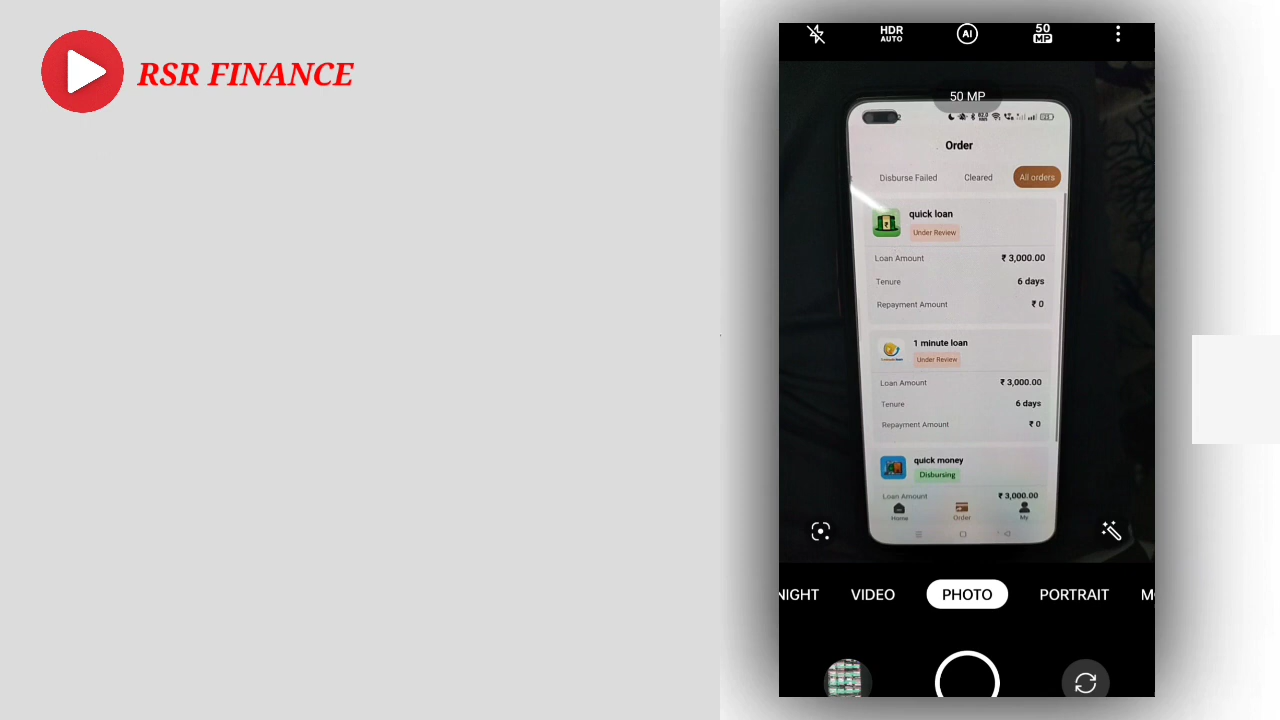 RSR FINANCE
HDR
AUTO
AI
50
MP
50 MP
Order
Disburse Failed
Cleared
All orders
quick loan
Under Review
Loan Amount
₹ 3,000.00
Tenure
6 days
Repayment Amount
₹ 0
1 minute loan
Under Review
Loan Amount
₹ 3,000.00
Tenure
6 days
Repayment Amount
₹ 0
quick money
Disbursing
Loan Amount
₹ 3,000.00
Home
Order
My
NIGHT
VIDEO
PHOTO
PORTRAIT